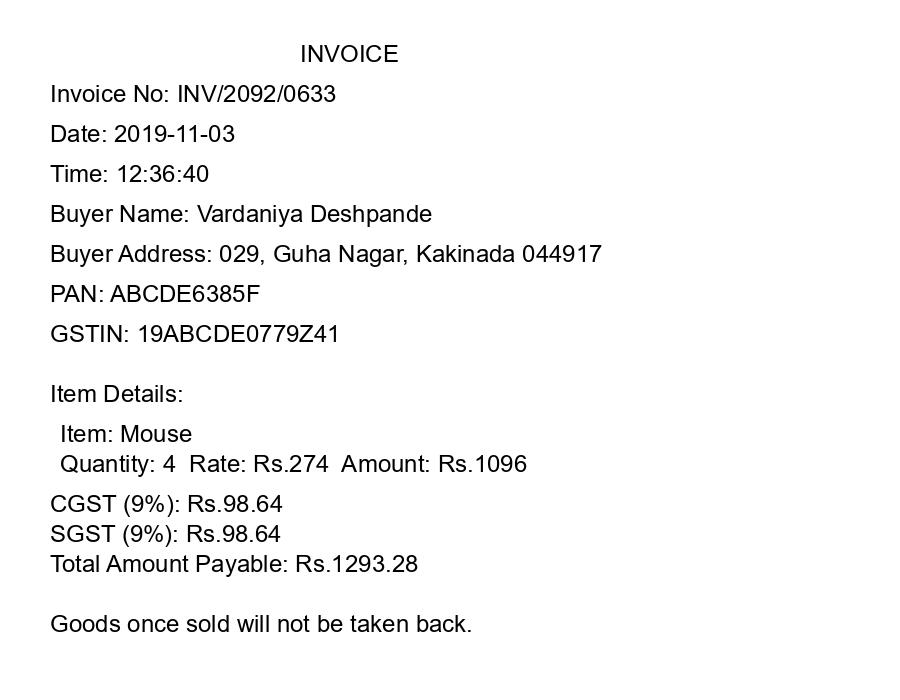 INVOICE
Invoice No: INV/2092/0633
Date: 2019-11-03
Time: 12:36:40
Buyer Name: Vardaniya Deshpande
Buyer Address: 029, Guha Nagar, Kakinada 044917
PAN: ABCDE6385F
GSTIN: 19ABCDE0779Z41
Item Details:
Item: Mouse
Quantity: 4  Rate: Rs.274  Amount: Rs.1096
CGST (9%): Rs.98.64
SGST (9%): Rs.98.64
Total Amount Payable: Rs.1293.28
Goods once sold will not be taken back.